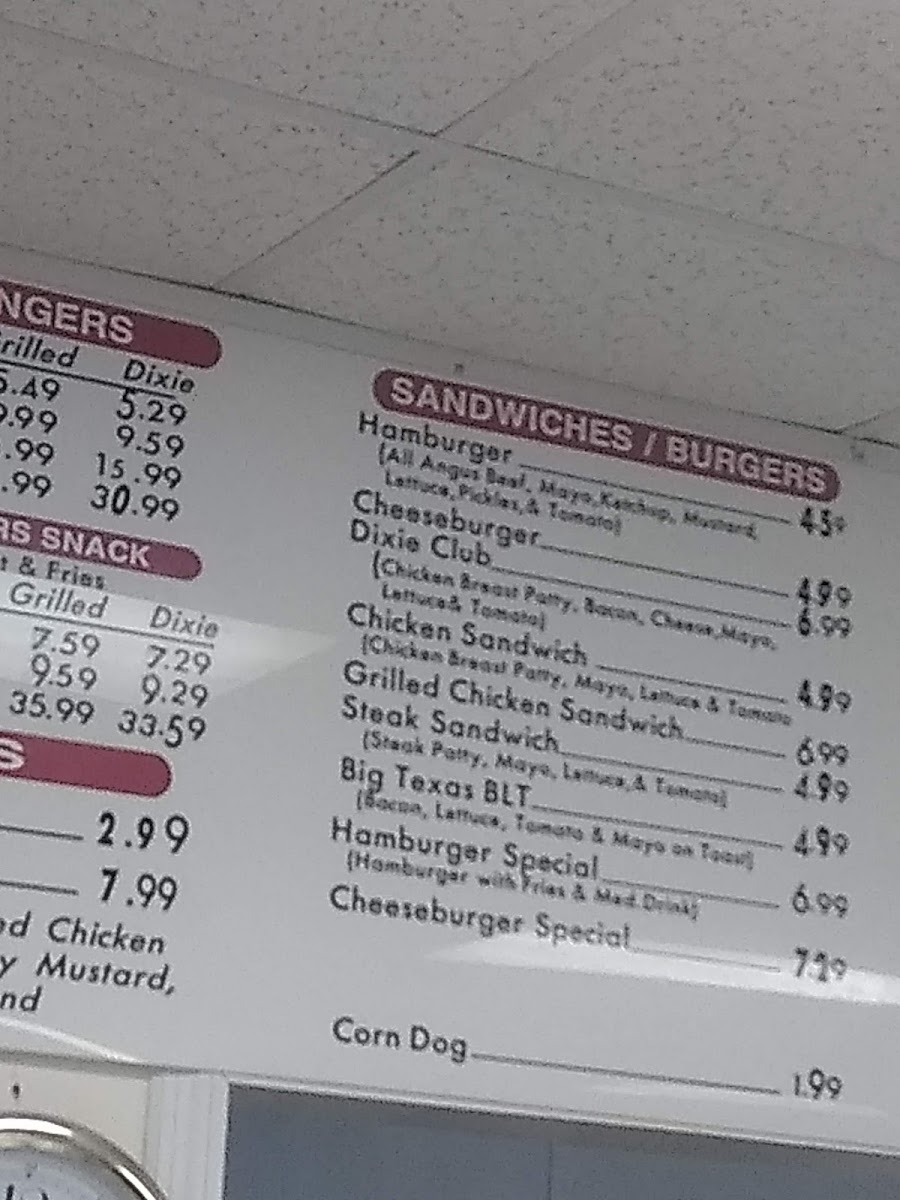 NGERS
rilled Dixie
5.49 5.29
9.99 9.59
.99 15.99
.99 30.99
RS SNACK
t & Fries
Grilled Dixie
7.59 7.29
9.59 9.29
35.99 33.59
S
2.99
7.99
ed Chicken
y Mustard,
nd
SANDWICHES / BURGERS
Hamburger
(All Angus Beef, Mayo, Ketchup, Mustard,
Lettuce, Pickles, & Tomato)
Cheeseburger 4.99
Dixie Club 6.99
(Chicken Breast Patty, Bacon, Cheese, Mayo,
Lettuce & Tomato)
Chicken Sandwich 4.99
(Chicken Breast Patty, Mayo, Lettuce & Tomato
Grilled Chicken Sandwich 6.99
Steak Sandwich 4.99
(Steak Patty, Mayo, Lettuce, & Tomato)
Big Texas BLT 4.99
(Bacon, Lettuce, Tomato & Mayo on Toast)
Hamburger Special 6.99
(Hamburger with Fries & Med. Drink)
Cheeseburger Special
Corn Dog 1.99